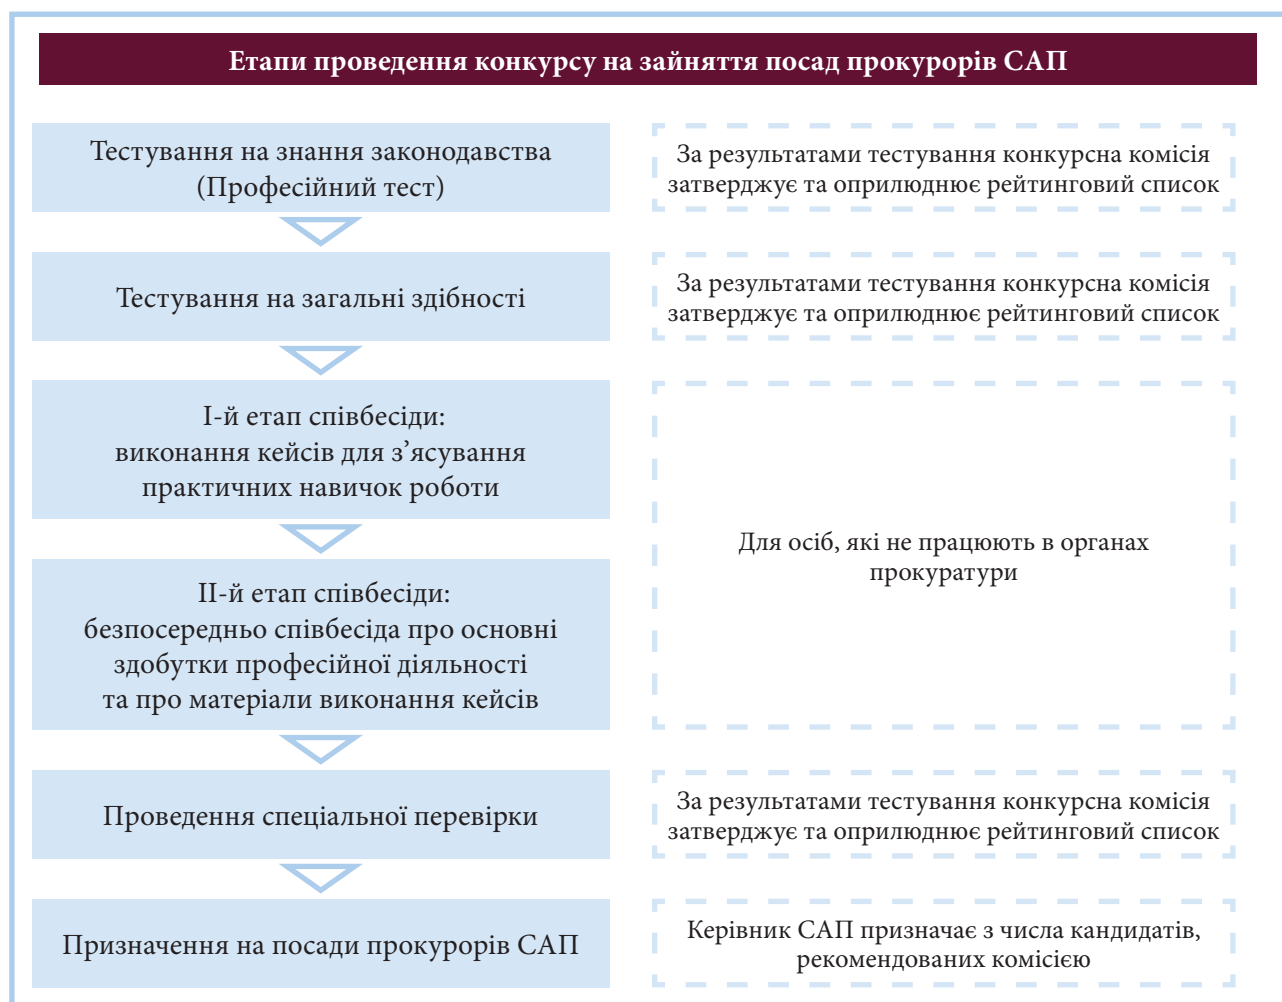 Етапи проведення конкурсу на зайняття посад прокурорів САП
Тестування на знання законодавства
(Професійний тест)
За результатами тестування конкурсна комісія
затверджує та оприлюднює рейтинговий список
Тестування на загальні здібності
За результатами тестування конкурсна комісія
затверджує та оприлюднює рейтинговий список
І-й етап співбесіди:
виконання кейсів для з’ясування
практичних навичок роботи
ІІ-й етап співбесіди:
безпосередньо співбесіда про основні
здобутки професійної діяльності
та про матеріали виконання кейсів
Для осіб, які не працюють в органах
прокуратури
Проведення спеціальної перевірки
За результатами тестування конкурсна комісія
затверджує та оприлюднює рейтинговий список
Призначення на посади прокурорів САП
Керівник САП призначає з числа кандидатів,
рекомендованих комісією